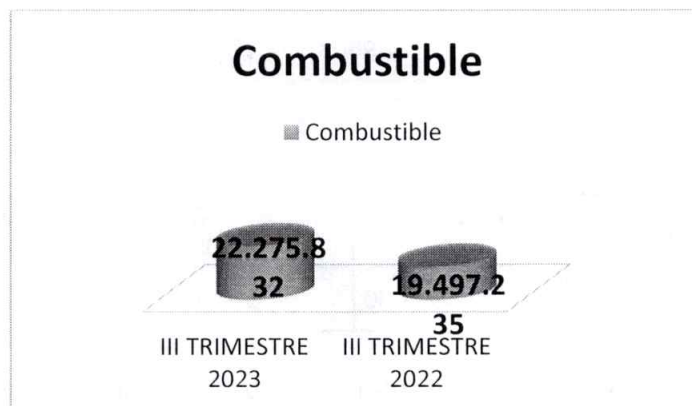 Combustible
Combustible
22.275.8
32
19.497.2
35
III TRIMESTRE
2023
III TRIMESTRE
2022